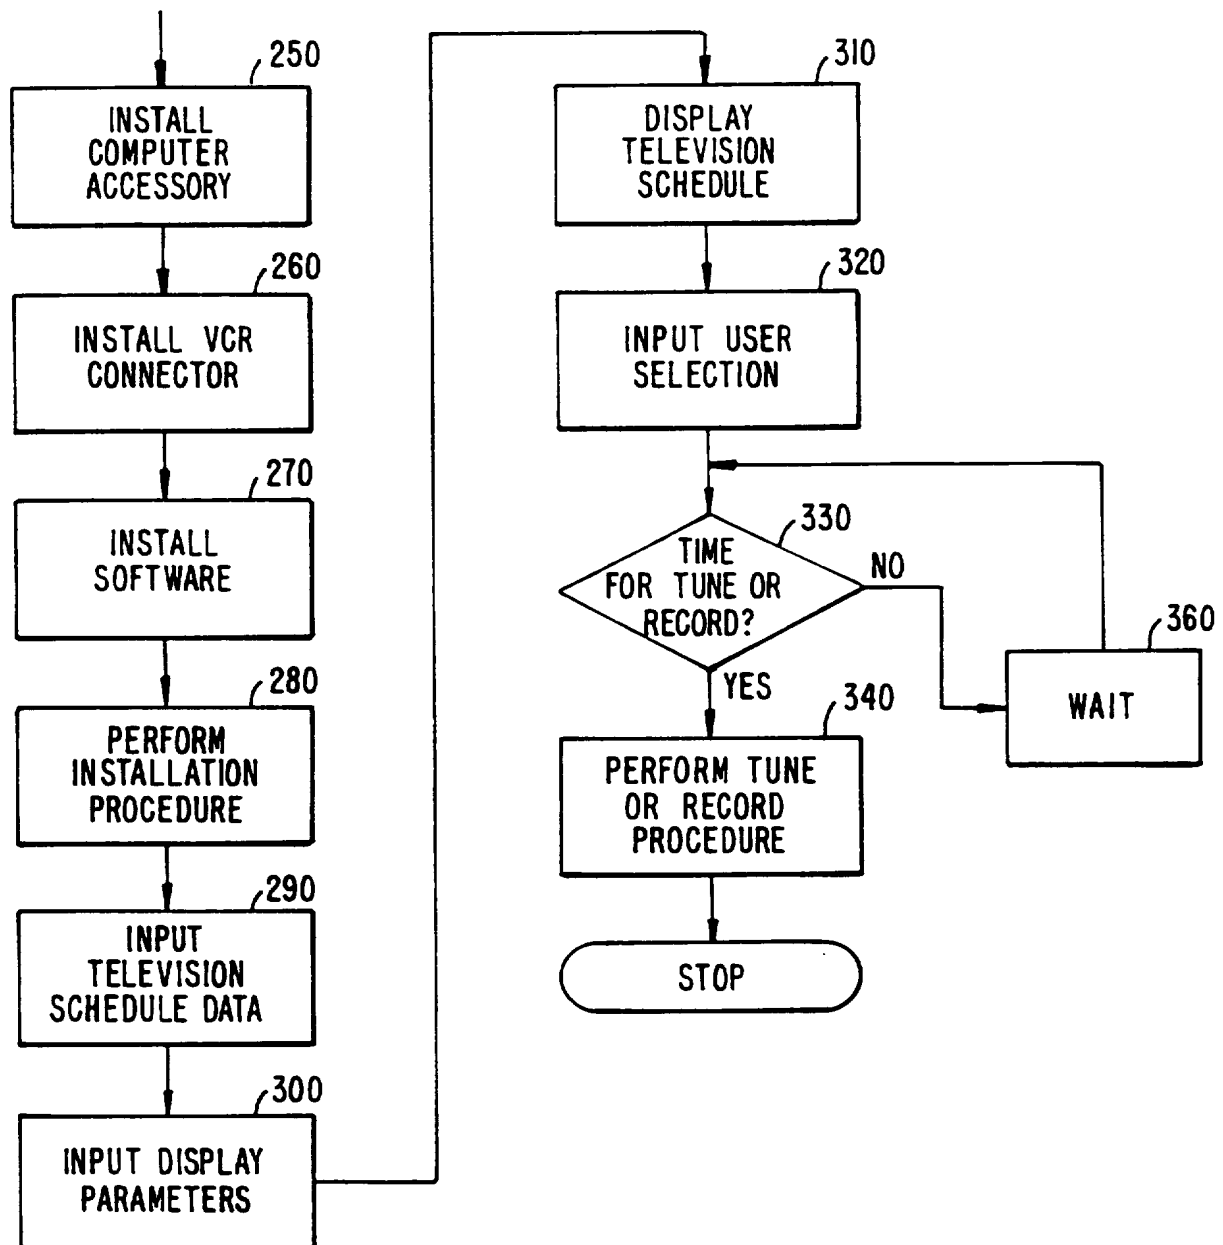 250
INSTALL
COMPUTER
ACCESSORY
260
INSTALL VCR
CONNECTOR
270
INSTALL
SOFTWARE
280
PERFORM
INSTALLATION
PROCEDURE
290
INPUT
TELEVISION
SCHEDULE DATA
300
INPUT DISPLAY
PARAMETERS
310
DISPLAY
TELEVISION
SCHEDULE
320
INPUT USER
SELECTION
330
TIME
FOR TUNE OR
RECORD?
NO
360
WAIT
YES
340
PERFORM TUNE
OR RECORD
PROCEDURE
STOP